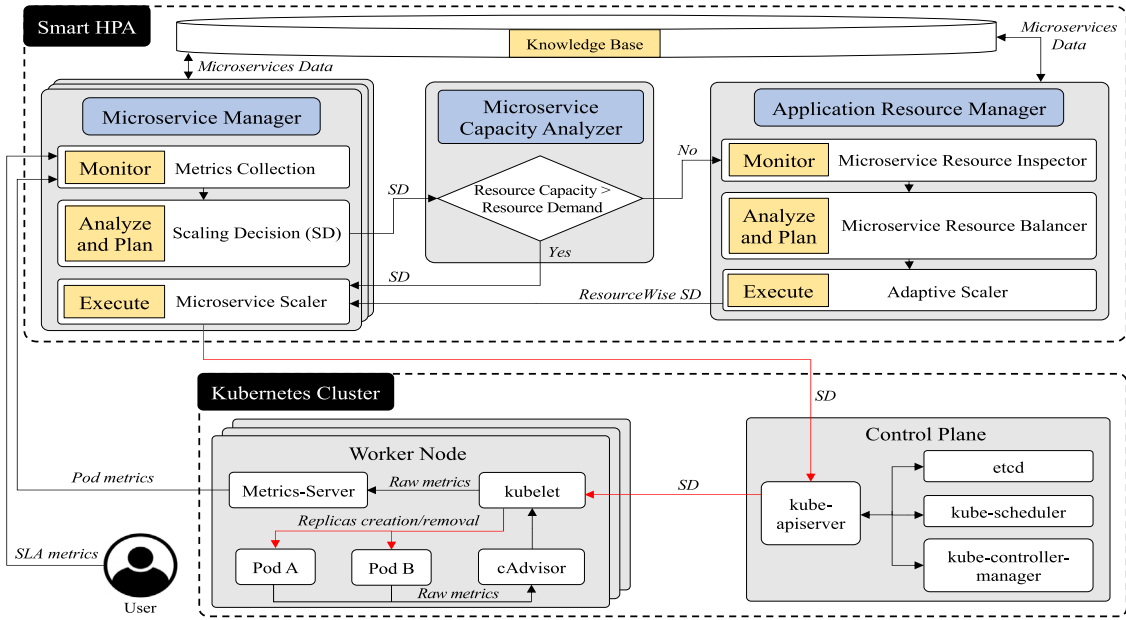 Smart HPA
Knowledge Base
Microservices
Data
Microservices Data
Microservice Manager
Monitor
Metrics Collection
Analyze
and Plan
Scaling Decision (SD)
Execute
Microservice Scaler
SD
Microservice
Capacity Analyzer
Resource Capacity >
Resource Demand
No
Yes
SD
Application Resource Manager
Monitor
Microservice Resource Inspector
Analyze
and Plan
Microservice Resource Balancer
Execute
Adaptive Scaler
ResourceWise SD
Kubernetes Cluster
SD
Worker Node
Metrics-Server
Raw metrics
kubelet
Replicas creation/removal
Pod A
Pod B
cAdvisor
Raw metrics
SD
Control Plane
kube-
apiserver
etcd
kube-scheduler
kube-controller-
manager
Pod metrics
SLA metrics
User